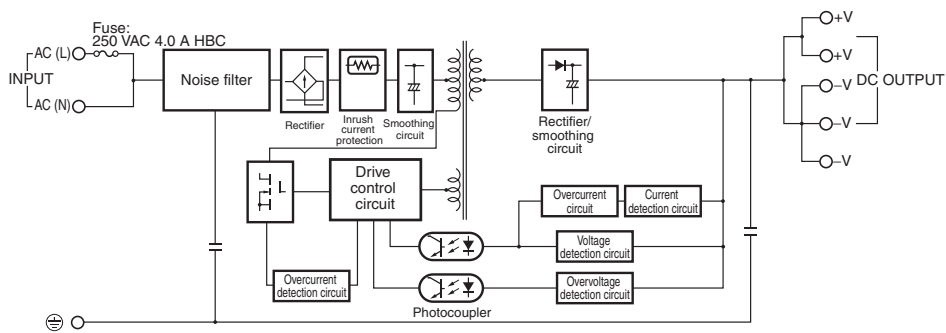 Fuse:
250 VAC 4.0 A HBC
AC (L)
INPUT
AC (N)
Noise filter
Rectifier
Inrush
current
protection
Smoothing
circuit
Rectifier/
smoothing
circuit
+V
+V
DC OUTPUT
–V
–V
–V
Drive
control
circuit
Overcurrent
circuit
Current
detection circuit
Voltage
detection circuit
Overcurrent
detection circuit
Overvoltage
detection circuit
Photocoupler